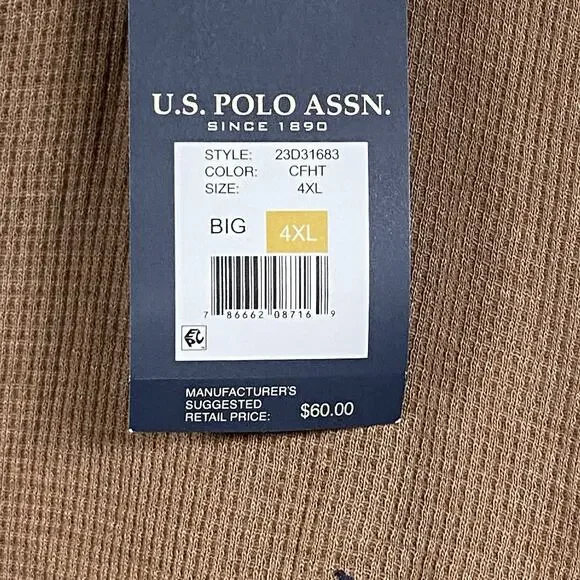 U.S. POLO ASSN.
SINCE 1890
STYLE: 23D31683
COLOR: CFHT
SIZE: 4XL
BIG 4XL
7 86662 08716 9
MANUFACTURER'S
SUGGESTED
RETAIL PRICE: $60.00